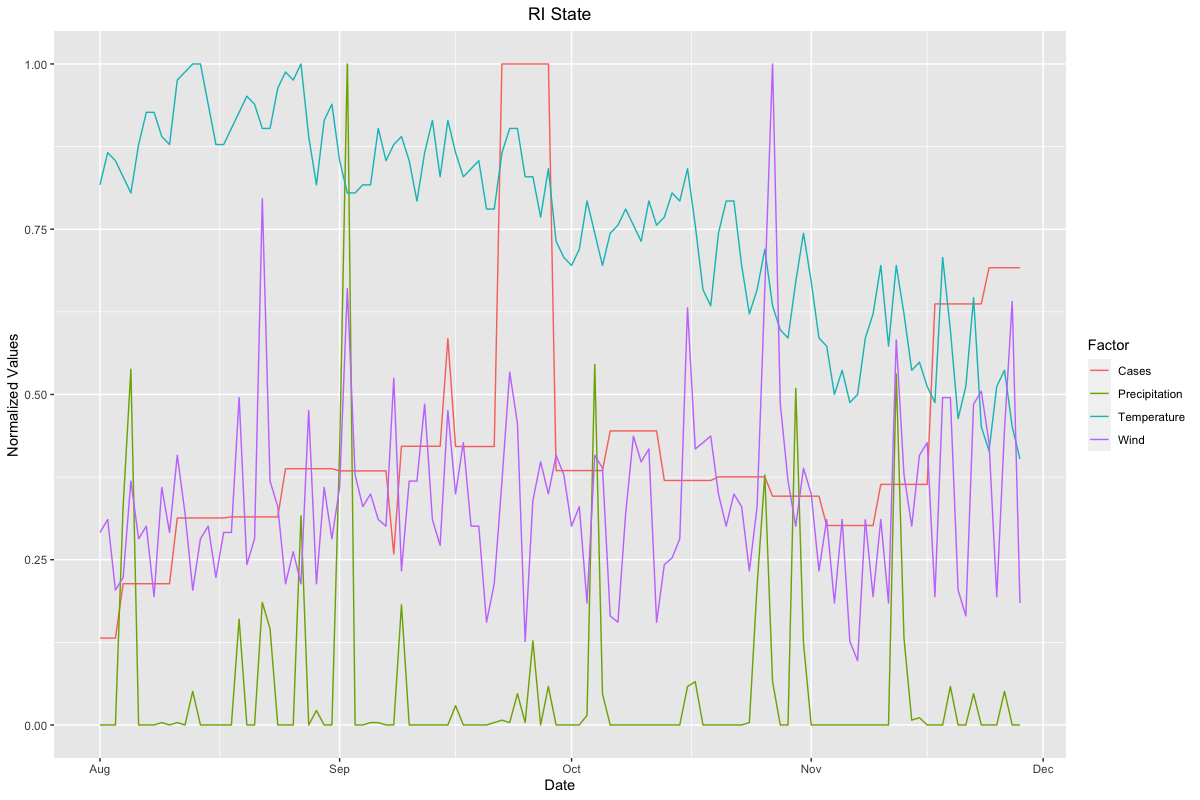 RI State
1.00
0.75
0.50
0.25
0.00
Normalized Values
Aug
Sep
Oct
Nov
Dec
Date
Factor
Cases
Precipitation
Temperature
Wind